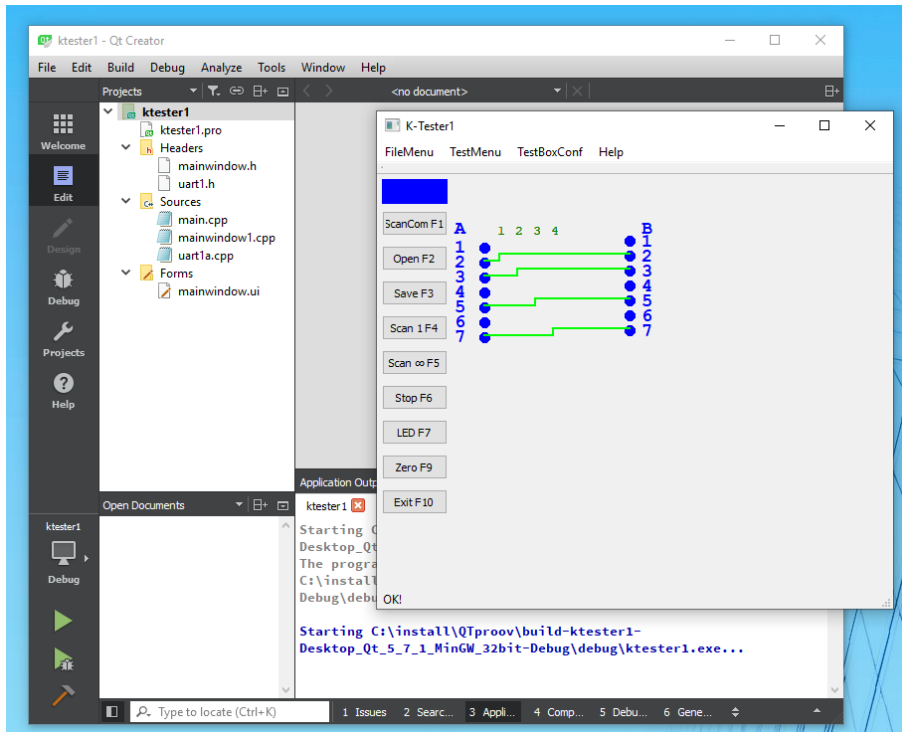 ktester1 - Qt Creator
File Edit Build Debug Analyze Tools Window Help
Projects
<no document>
Welcome
Edit
Design
Debug
Projects
Help
ktester1
Debug
ktester1
ktester1.pro
Headers
mainwindow.h
uart1.h
Sources
main.cpp
mainwindow1.cpp
uart1a.cpp
Forms
mainwindow.ui
Open Documents
Application Outp
ktester1
Starting C
Desktop_Qt
The progra
C:\install
Debug\debu
Starting C:\install\QTproov\build-ktester1-
Desktop_Qt_5_7_1_MinGW_32bit-Debug\debug\ktester1.exe...
Type to locate (Ctrl+K)
1 Issues 2 Searc... 3 Appli... 4 Comp... 5 Debu... 6 Gene...
K-Tester1
FileMenu TestMenu TestBoxConf Help
ScanCom F1
Open F2
Save F3
Scan 1 F4
Scan ∞ F5
Stop F6
LED F7
Zero F9
Exit F10
A 1 2 3 4 B
1 1
2 2
3 3
4 4
5 5
6 6
7 7
OK!